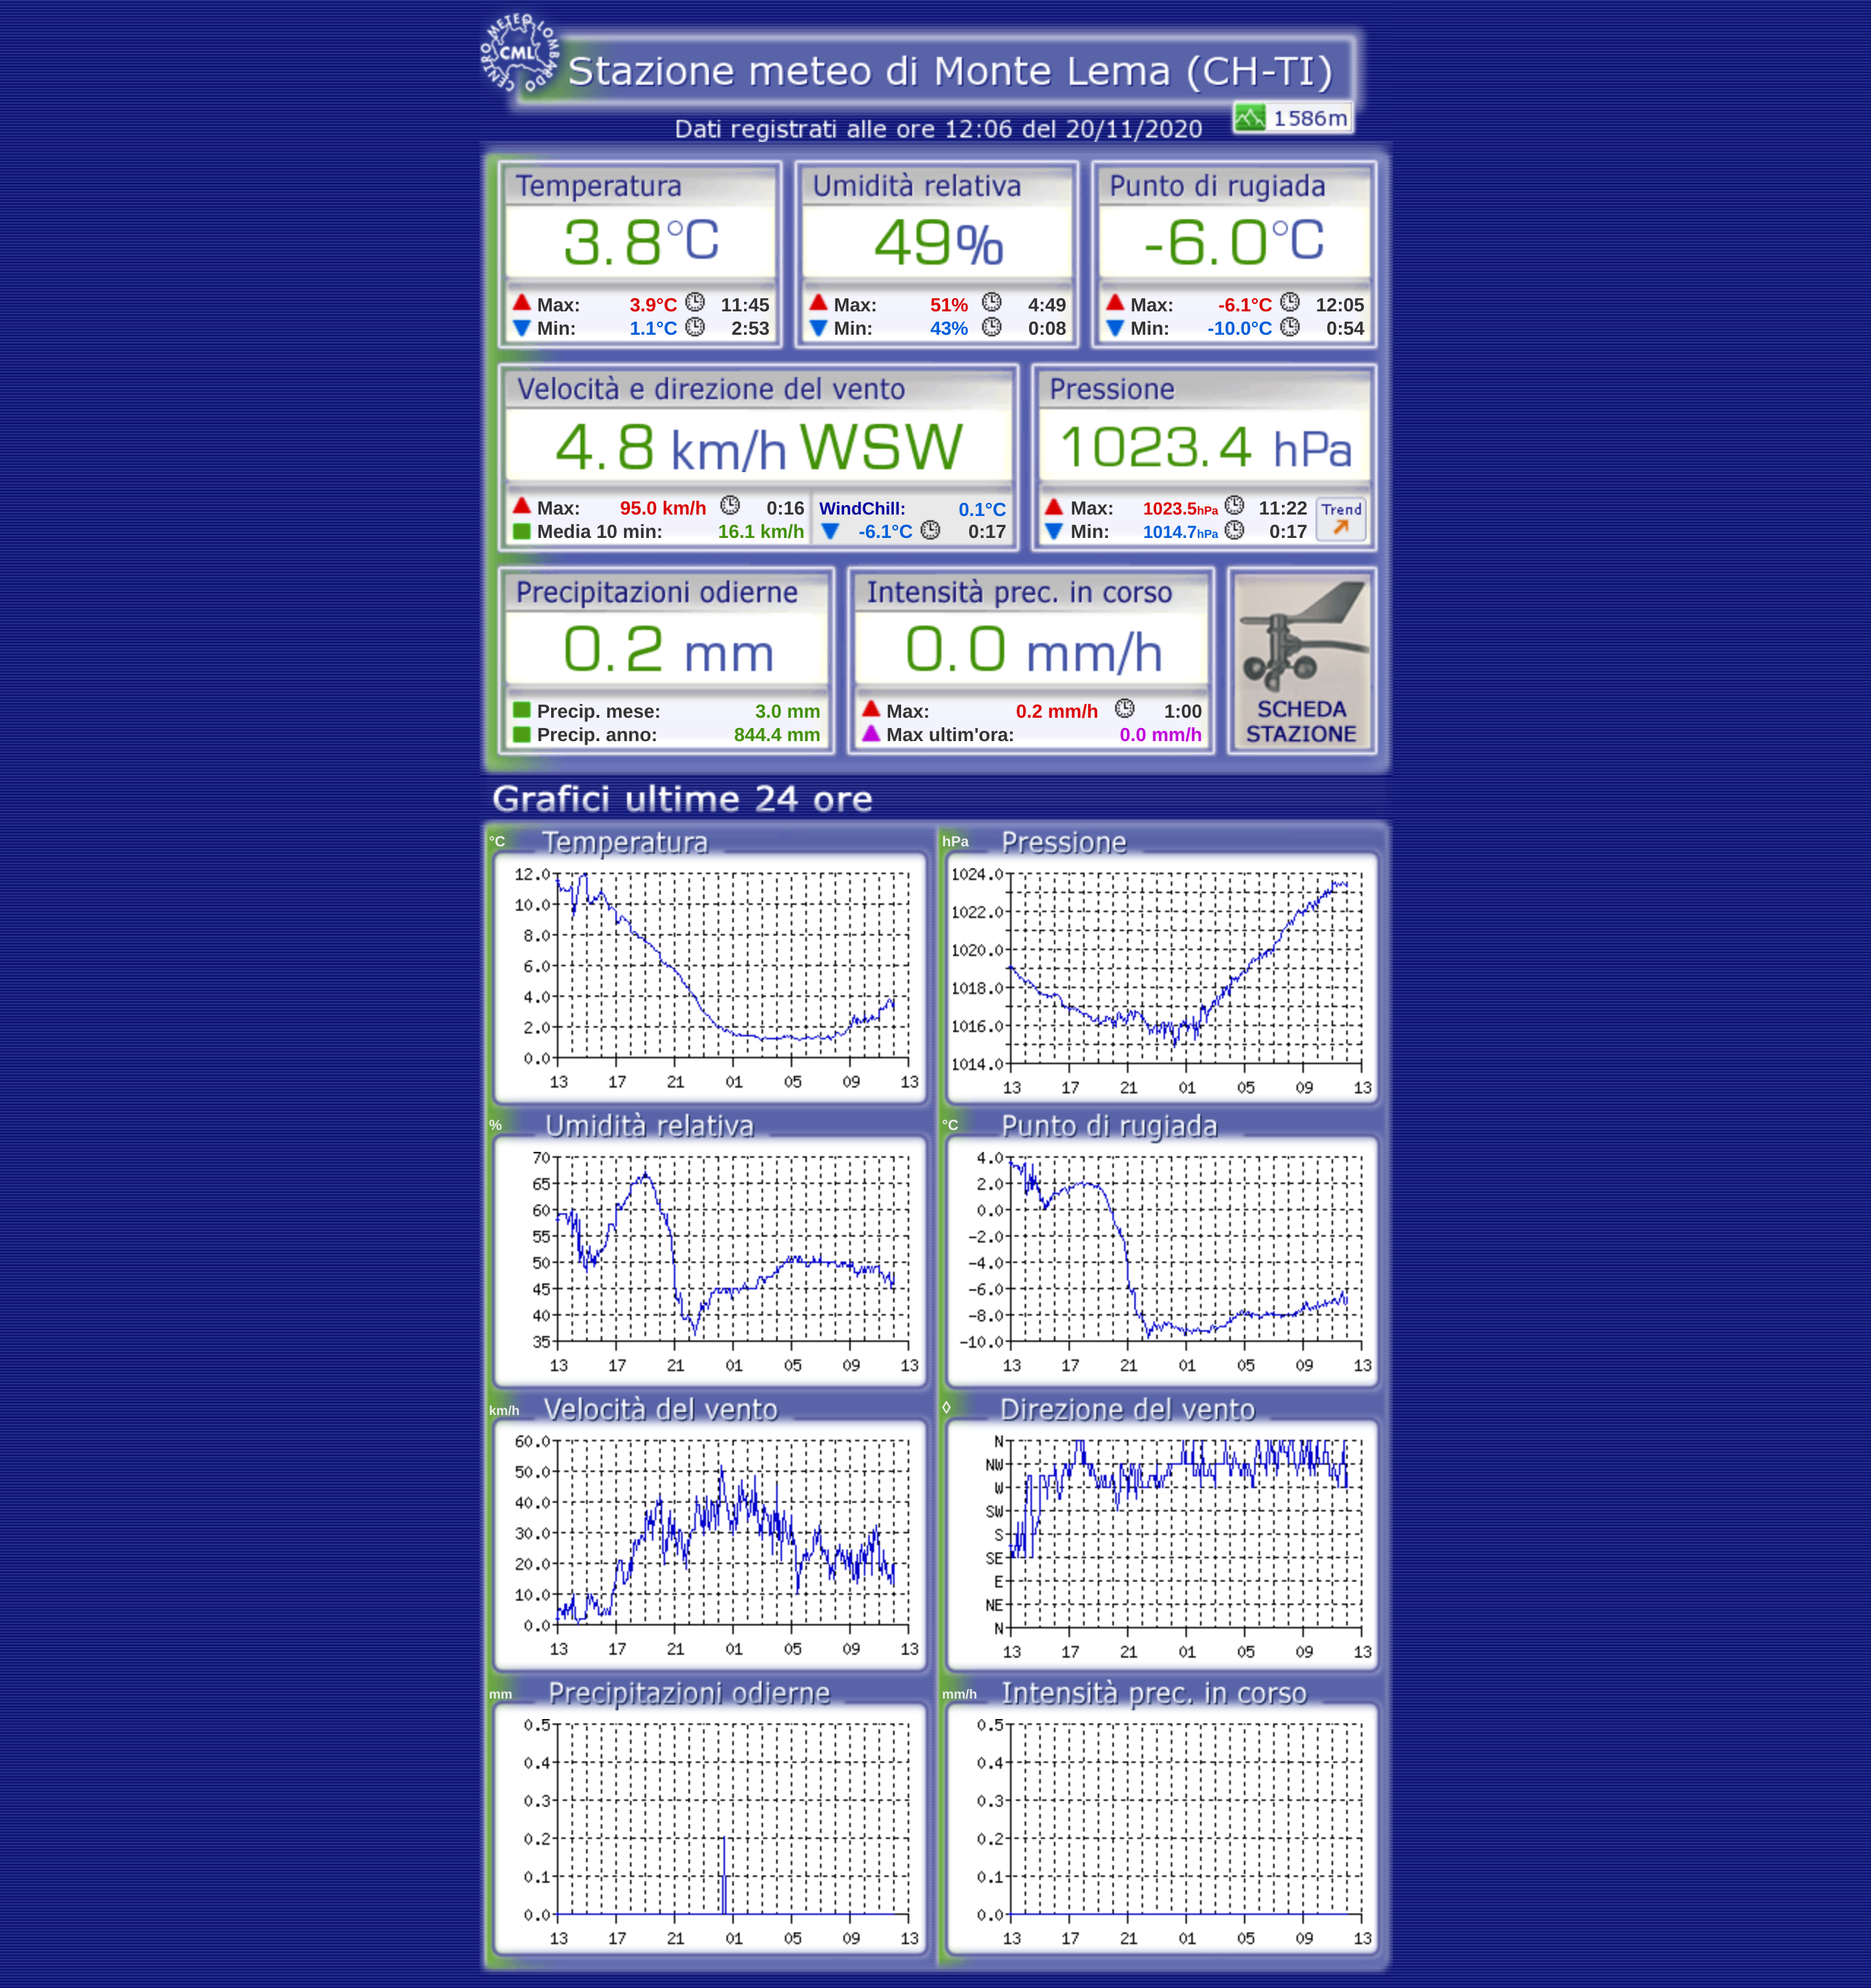 CENTRO METEO LOMBARDO
CML
Stazione meteo di Monte Lema (CH-TI)
1586m
Dati registrati alle ore 12:06 del 20/11/2020
Temperatura
3.8°C
Max: 3.9°C 11:45
Min: 1.1°C 2:53
Umidità relativa
49%
Max: 51% 4:49
Min: 43% 0:08
Punto di rugiada
-6.0°C
Max: -6.1°C 12:05
Min: -10.0°C 0:54
Velocità e direzione del vento
4.8 km/h WSW
Max: 95.0 km/h 0:16
Media 10 min: 16.1 km/h
WindChill: 0.1°C
-6.1°C 0:17
Pressione
1023.4 hPa
Max: 1023.5hPa 11:22
Min: 1014.7hPa 0:17
Trend
Precipitazioni odierne
0.2 mm
Precip. mese: 3.0 mm
Precip. anno: 844.4 mm
Intensità prec. in corso
0.0 mm/h
Max: 0.2 mm/h 1:00
Max ultim'ora: 0.0 mm/h
SCHEDA
STAZIONE
Grafici ultime 24 ore
°C Temperatura
12.0
10.0
8.0
6.0
4.0
2.0
0.0
13 17 21 01 05 09 13
hPa Pressione
1024.0
1022.0
1020.0
1018.0
1016.0
1014.0
13 17 21 01 05 09 13
% Umidità relativa
70
65
60
55
50
45
40
35
13 17 21 01 05 09 13
°C Punto di rugiada
4.0
2.0
0.0
-2.0
-4.0
-6.0
-8.0
-10.0
13 17 21 01 05 09 13
km/h Velocità del vento
60.0
50.0
40.0
30.0
20.0
10.0
0.0
13 17 21 01 05 09 13
◊ Direzione del vento
N
NW
W
SW
S
SE
E
NE
N
13 17 21 01 05 09 13
mm Precipitazioni odierne
0.5
0.4
0.3
0.2
0.1
0.0
13 17 21 01 05 09 13
mm/h Intensità prec. in corso
0.5
0.4
0.3
0.2
0.1
0.0
13 17 21 01 05 09 13